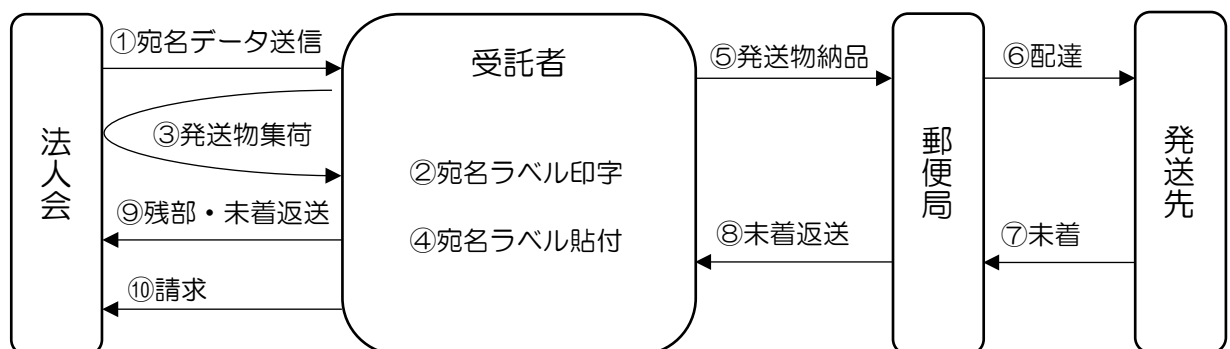 ①宛名データ送信
受託者
⑤発送物納品
⑥配達
③発送物集荷
法人会
②宛名ラベル印字
郵便局
発送先
⑨残部・未着返送
④宛名ラベル貼付
⑧未着返送
⑦未着
⑩請求